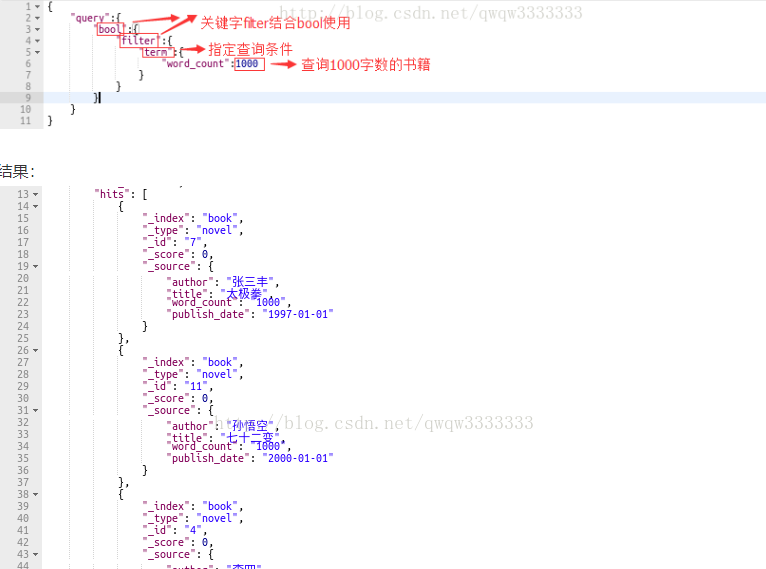 http://blog.csdn.net/qwqw3333333
1 {
2 "query":{
关键字filter结合bool使用
3 "bool":{
4 "filter":{
5 "term":{
指定查询条件
6 "word_count":1000
查询1000字数的书籍
7 }
8 }
9 }
10 }
11 }
结果：
13 "hits": [
14 {
15 "_index": "book",
16 "_type": "novel",
17 "_id": "7",
18 "_score": 0,
19 "_source": {
20 "author": "张三丰",
21 "title": "太极拳",
22 "word_count": "1000",
23 "publish_date": "1997-01-01"
24 }
25 },
26 {
27 "_index": "book",
28 "_type": "novel",
29 "_id": "11",
30 "_score": 0,
31 "_source": {
http://blog.csdn.net/qwqw3333333
32 "author": "孙悟空",
33 "title": "七十二变",
34 "word_count": "1000",
35 "publish_date": "2000-01-01"
36 }
37 },
38 {
39 "_index": "book",
40 "_type": "novel",
41 "_id": "4",
42 "_score": 0,
43 "_source": {
44 "author": "李四"